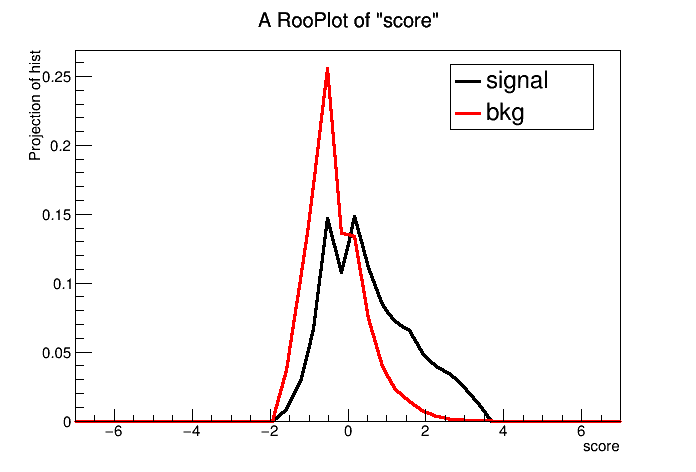 A RooPlot of "score"
Projection of hist
0.25
0.2
0.15
0.1
0.05
0
signal
bkg
−6 −4 −2 0 2 4 6
score